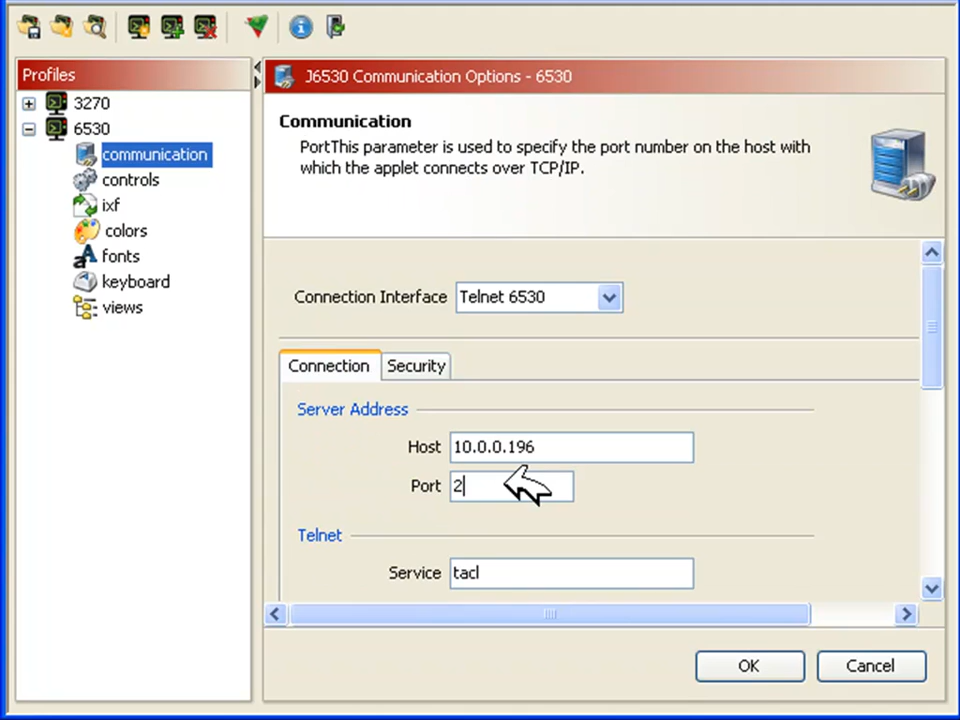 Profiles
3270
6530
communication
controls
ixf
colors
fonts
keyboard
views
J6530 Communication Options - 6530
Communication
PortThis parameter is used to specify the port number on the host with
which the applet connects over TCP/IP.
Connection Interface Telnet 6530
Connection Security
Server Address
Host 10.0.0.196
Port 2
Telnet
Service tacl
OK Cancel